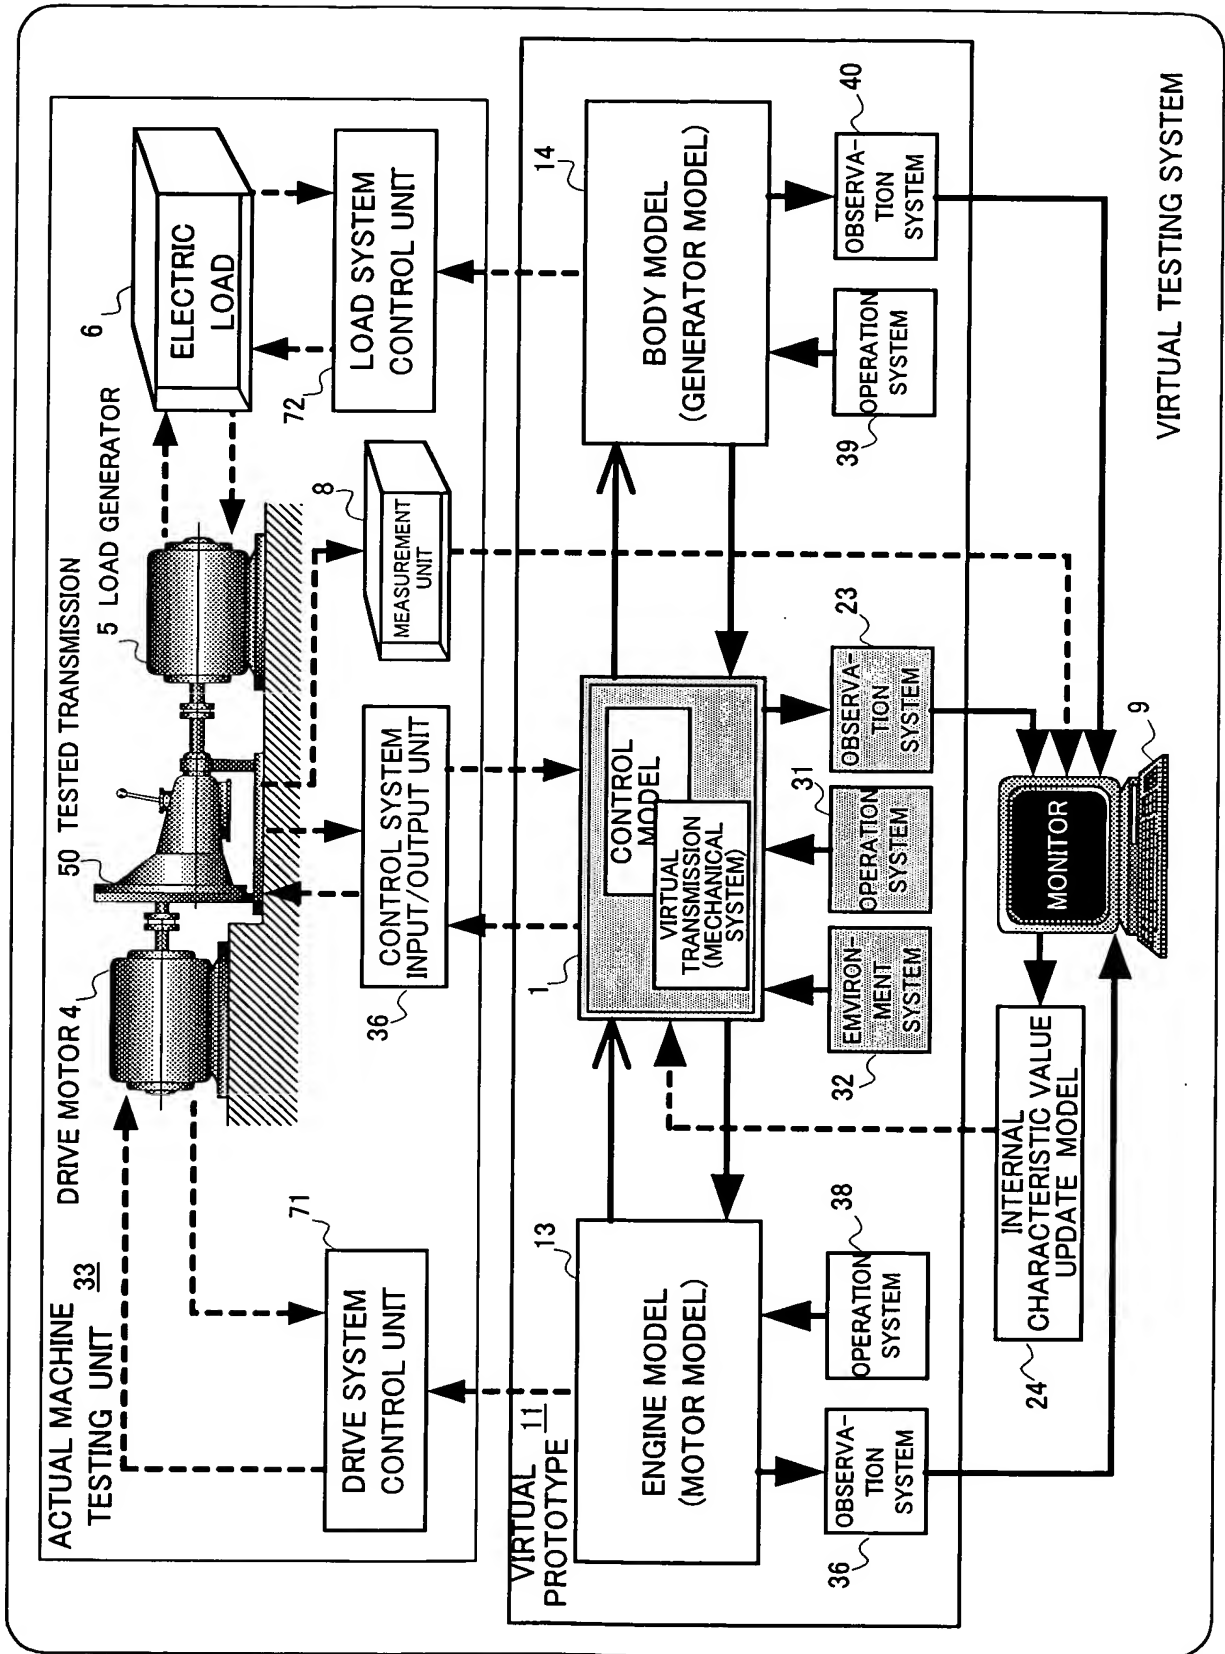 ACTUAL MACHINE
TESTING UNIT 33
DRIVE MOTOR 4
50 TESTED TRANSMISSION
5 LOAD GENERATOR
6
ELECTRIC
LOAD
71
DRIVE SYSTEM
CONTROL UNIT
36
CONTROL SYSTEM
INPUT/OUTPUT UNIT
8
MEASUREMENT
UNIT
72
LOAD SYSTEM
CONTROL UNIT
VIRTUAL 11
PROTOTYPE
13
ENGINE MODEL
(MOTOR MODEL)
1
CONTROL
MODEL
VIRTUAL
TRANSMISSION
(MECHANICAL
SYSTEM)
14
BODY MODEL
(GENERATOR MODEL)
36
OBSERVA-
TION
SYSTEM
38
OPERATION
SYSTEM
32
EMVIRON-
MENT
SYSTEM
31
OPERATION
SYSTEM
23
OBSERVA-
TION
SYSTEM
39
OPERATION
SYSTEM
40
OBSERVA-
TION
SYSTEM
24
INTERNAL
CHARACTERISTIC VALUE
UPDATE MODEL
MONITOR
9
VIRTUAL TESTING SYSTEM